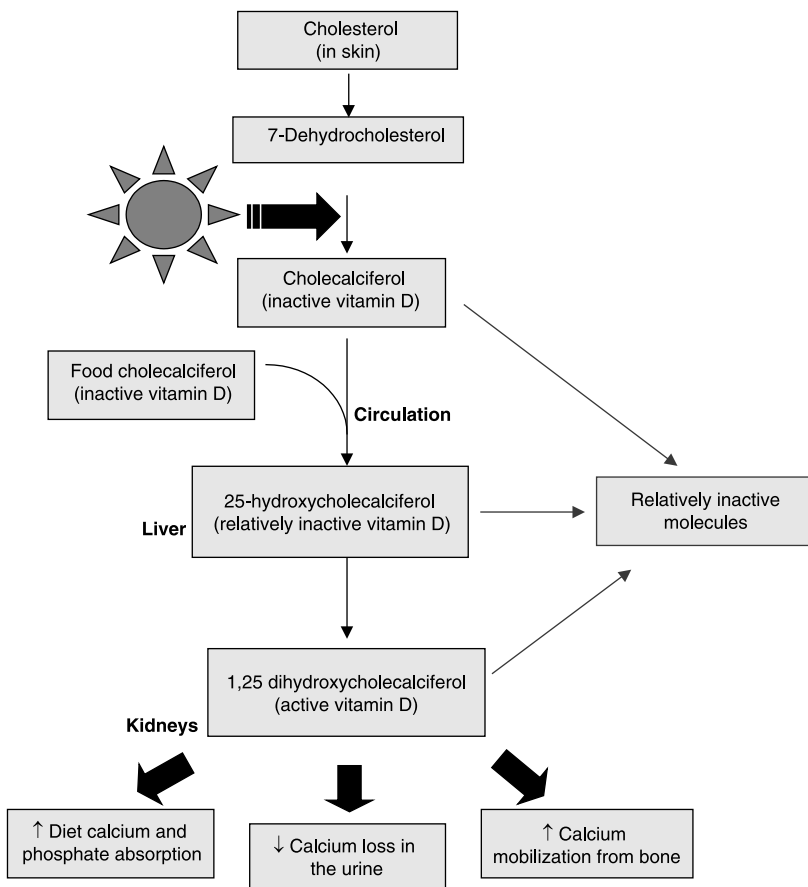 Cholesterol
(in skin)
7-Dehydrocholesterol
Cholecalciferol
(inactive vitamin D)
Food cholecalciferol
(inactive vitamin D)
Circulation
25-hydroxycholecalciferol
(relatively inactive vitamin D)
Liver
Relatively inactive
molecules
1,25 dihydroxycholecalciferol
(active vitamin D)
Kidneys
↑ Diet calcium and
phosphate absorption
↓ Calcium loss in
the urine
↑ Calcium
mobilization from bone